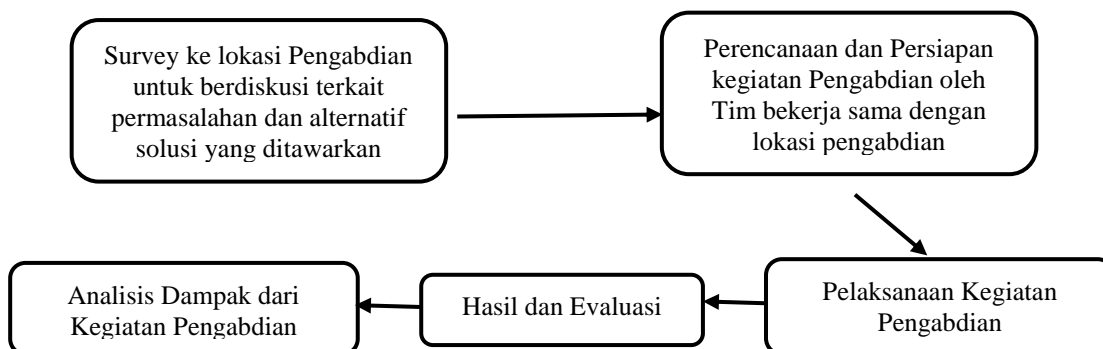 Survey ke lokasi Pengabdian
untuk berdiskusi terkait
permasalahan dan alternatif
solusi yang ditawarkan
Perencanaan dan Persiapan
kegiatan Pengabdian oleh
Tim bekerja sama dengan
lokasi pengabdian
Pelaksanaan Kegiatan
Pengabdian
Hasil dan Evaluasi
Analisis Dampak dari
Kegiatan Pengabdian